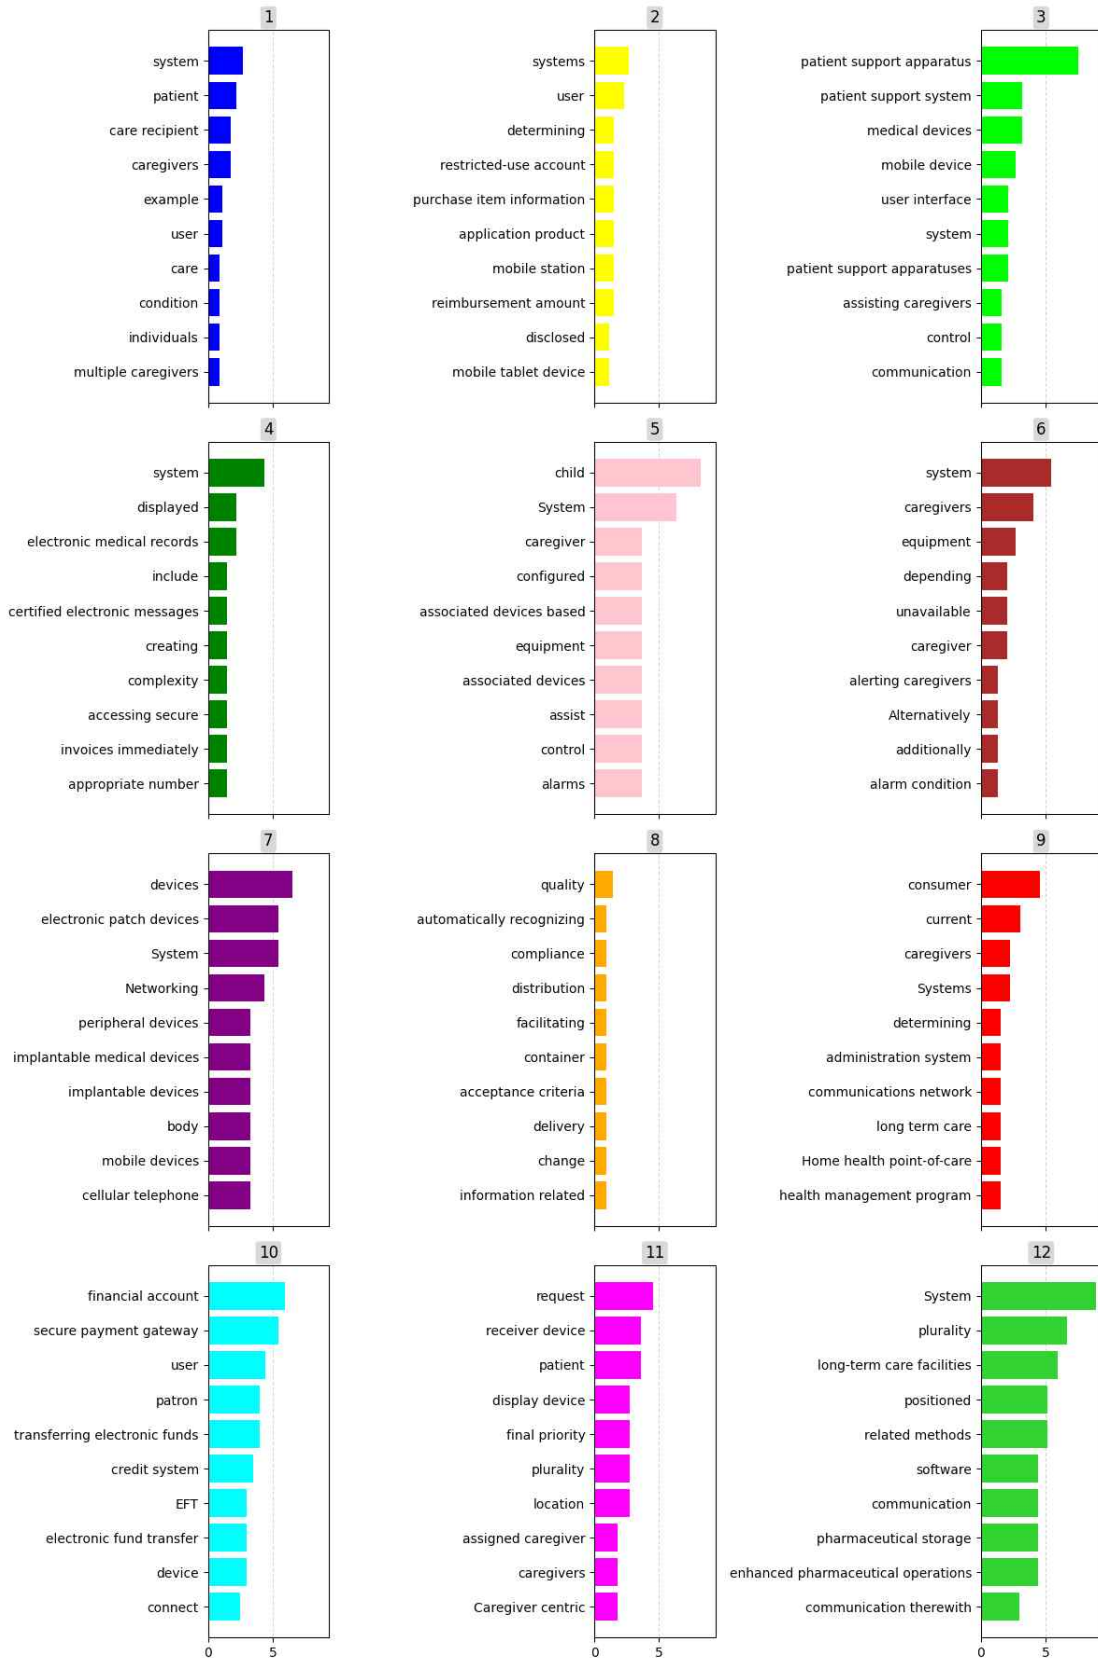 1
system
patient
care recipient
caregivers
example
user
care
condition
individuals
multiple caregivers
2
systems
user
determining
restricted-use account
purchase item information
application product
mobile station
reimbursement amount
disclosed
mobile tablet device
3
patient support apparatus
patient support system
medical devices
mobile device
user interface
system
patient support apparatuses
assisting caregivers
control
communication
4
system
displayed
electronic medical records
include
certified electronic messages
creating
complexity
accessing secure
invoices immediately
appropriate number
5
child
System
caregiver
configured
associated devices based
equipment
associated devices
assist
control
alarms
6
system
caregivers
equipment
depending
unavailable
caregiver
alerting caregivers
Alternatively
additionally
alarm condition
7
devices
electronic patch devices
System
Networking
peripheral devices
implantable medical devices
implantable devices
body
mobile devices
cellular telephone
8
quality
automatically recognizing
compliance
distribution
facilitating
container
acceptance criteria
delivery
change
information related
9
consumer
current
caregivers
Systems
determining
administration system
communications network
long term care
Home health point-of-care
health management program
10
financial account
secure payment gateway
user
patron
transferring electronic funds
credit system
EFT
electronic fund transfer
device
connect
0 5
11
request
receiver device
patient
display device
final priority
plurality
location
assigned caregiver
caregivers
Caregiver centric
0 5
12
System
plurality
long-term care facilities
positioned
related methods
software
communication
pharmaceutical storage
enhanced pharmaceutical operations
communication therewith
0 5